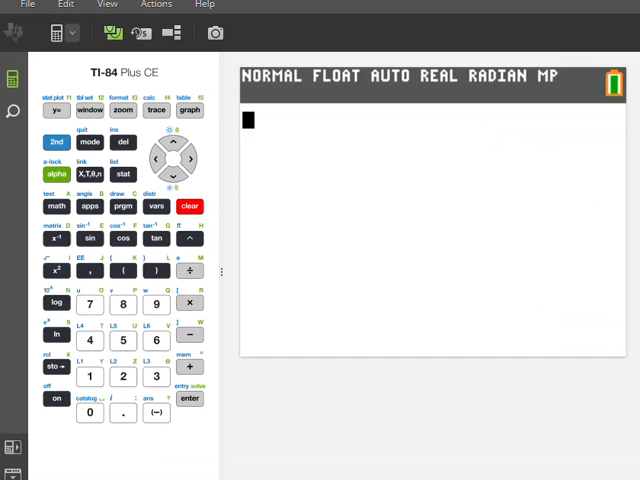 File Edit View Actions Help
TI-84 Plus CE
NORMAL FLOAT AUTO REAL RADIAN MP
stat plot f1 tbl set f2 format f3 calc f4 table f5
y= window zoom trace graph
quit ins
2nd mode del
a-lock link list
alpha X,T,θ,n stat
test A angle B draw C distr
math apps prgm vars clear
matrix D sin⁻¹ E cos⁻¹ F tan⁻¹ G π H
x⁻¹ sin cos tan ^
√ I EE J { K } L e M
x² , ( ) ÷
10ˣ N u O v P w Q [ R
log 7 8 9 ×
eˣ S L4 T L5 U L6 V ] W
ln 4 5 6 −
rcl X L1 Y L2 Z L3 θ mem "
sto→ 1 2 3 +
off catalog ⎵ i : ans ? entry solve
on 0 . (−) enter